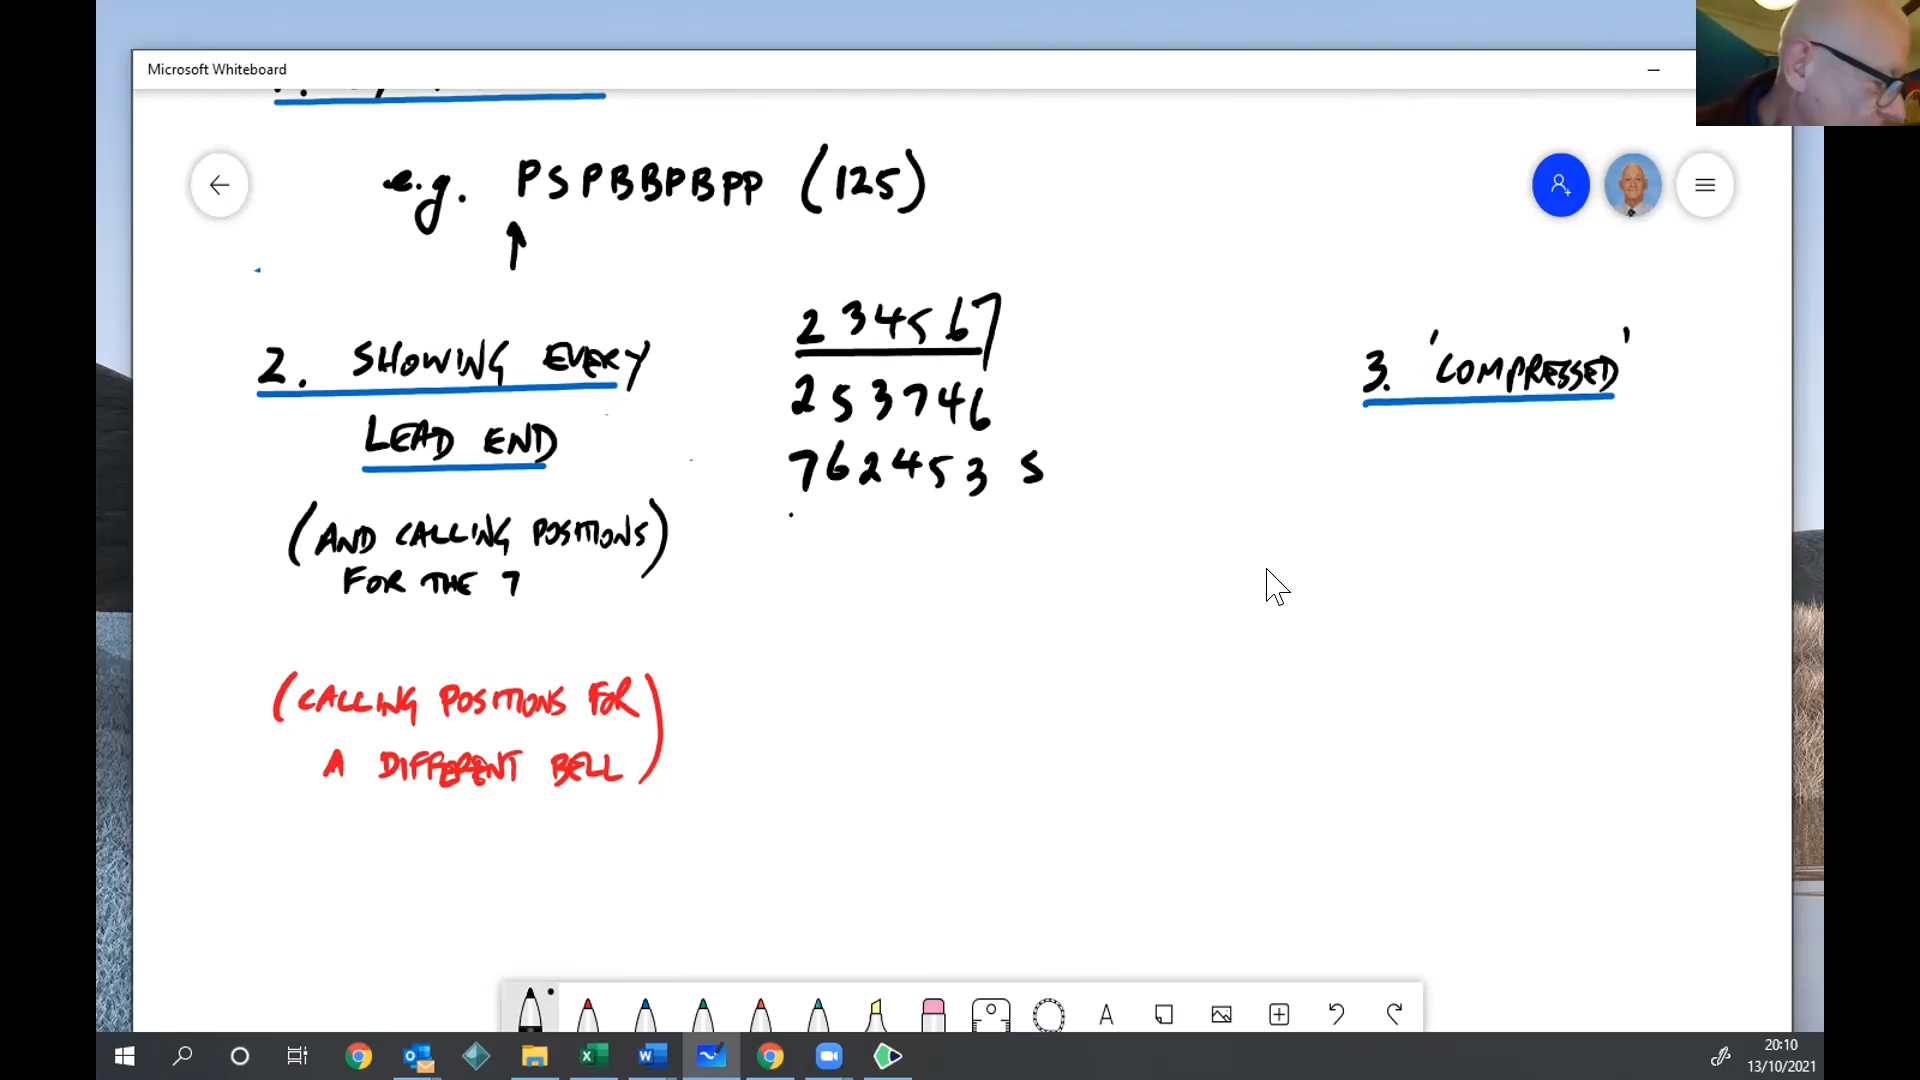 Microsoft Whiteboard
e.g. PSPBBPBPP (125)
234567
2. SHOWING EVERY
LEAD END
253746
762453 S
(AND CALLING POSITIONS)
FOR THE 7
(CALLING POSITIONS FOR
A DIFFERENT BELL)
3. 'COMPRESSED'
20:10
13/10/2021